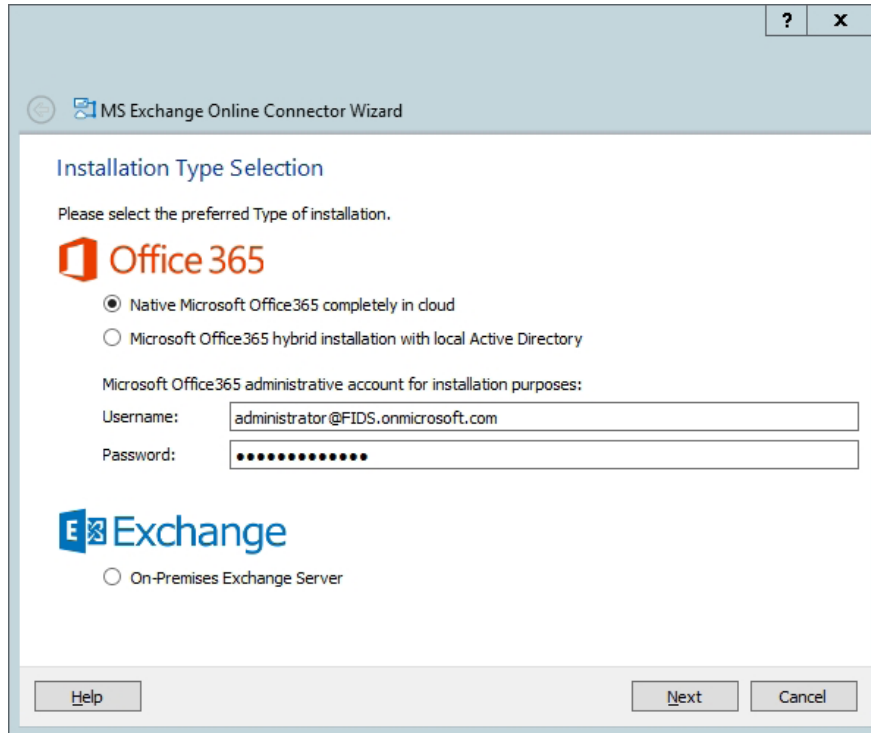 ? x
MS Exchange Online Connector Wizard
Installation Type Selection
Please select the preferred Type of installation.
Office 365
Native Microsoft Office365 completely in cloud
Microsoft Office365 hybrid installation with local Active Directory
Microsoft Office365 administrative account for installation purposes:
Username: administrator@FIDS.onmicrosoft.com
Password: •••••••••••••
E Exchange
On-Premises Exchange Server
Help Next Cancel